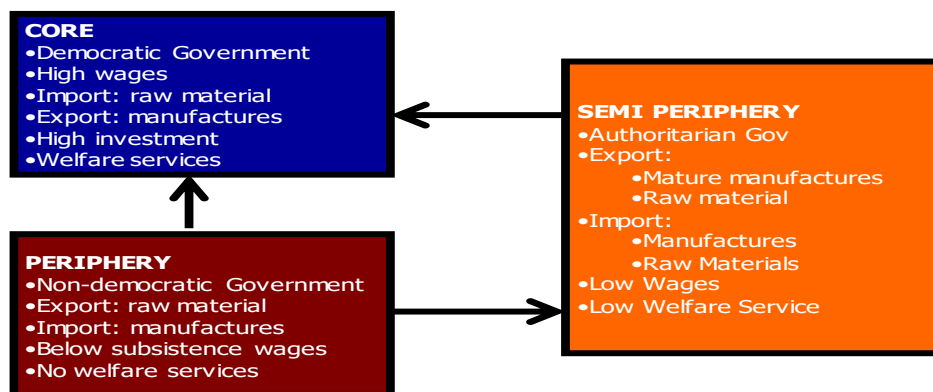 CORE
•Democratic Government
•High wages
•Import: raw material
•Export: manufactures
•High investment
•Welfare services
PERIPHERY
•Non-democratic Government
•Export: raw material
•Import: manufactures
•Below subsistence wages
•No welfare services
SEMI PERIPHERY
•Authoritarian Gov
•Export:
•Mature manufactures
•Raw material
•Import:
•Manufactures
•Raw Materials
•Low Wages
•Low Welfare Service